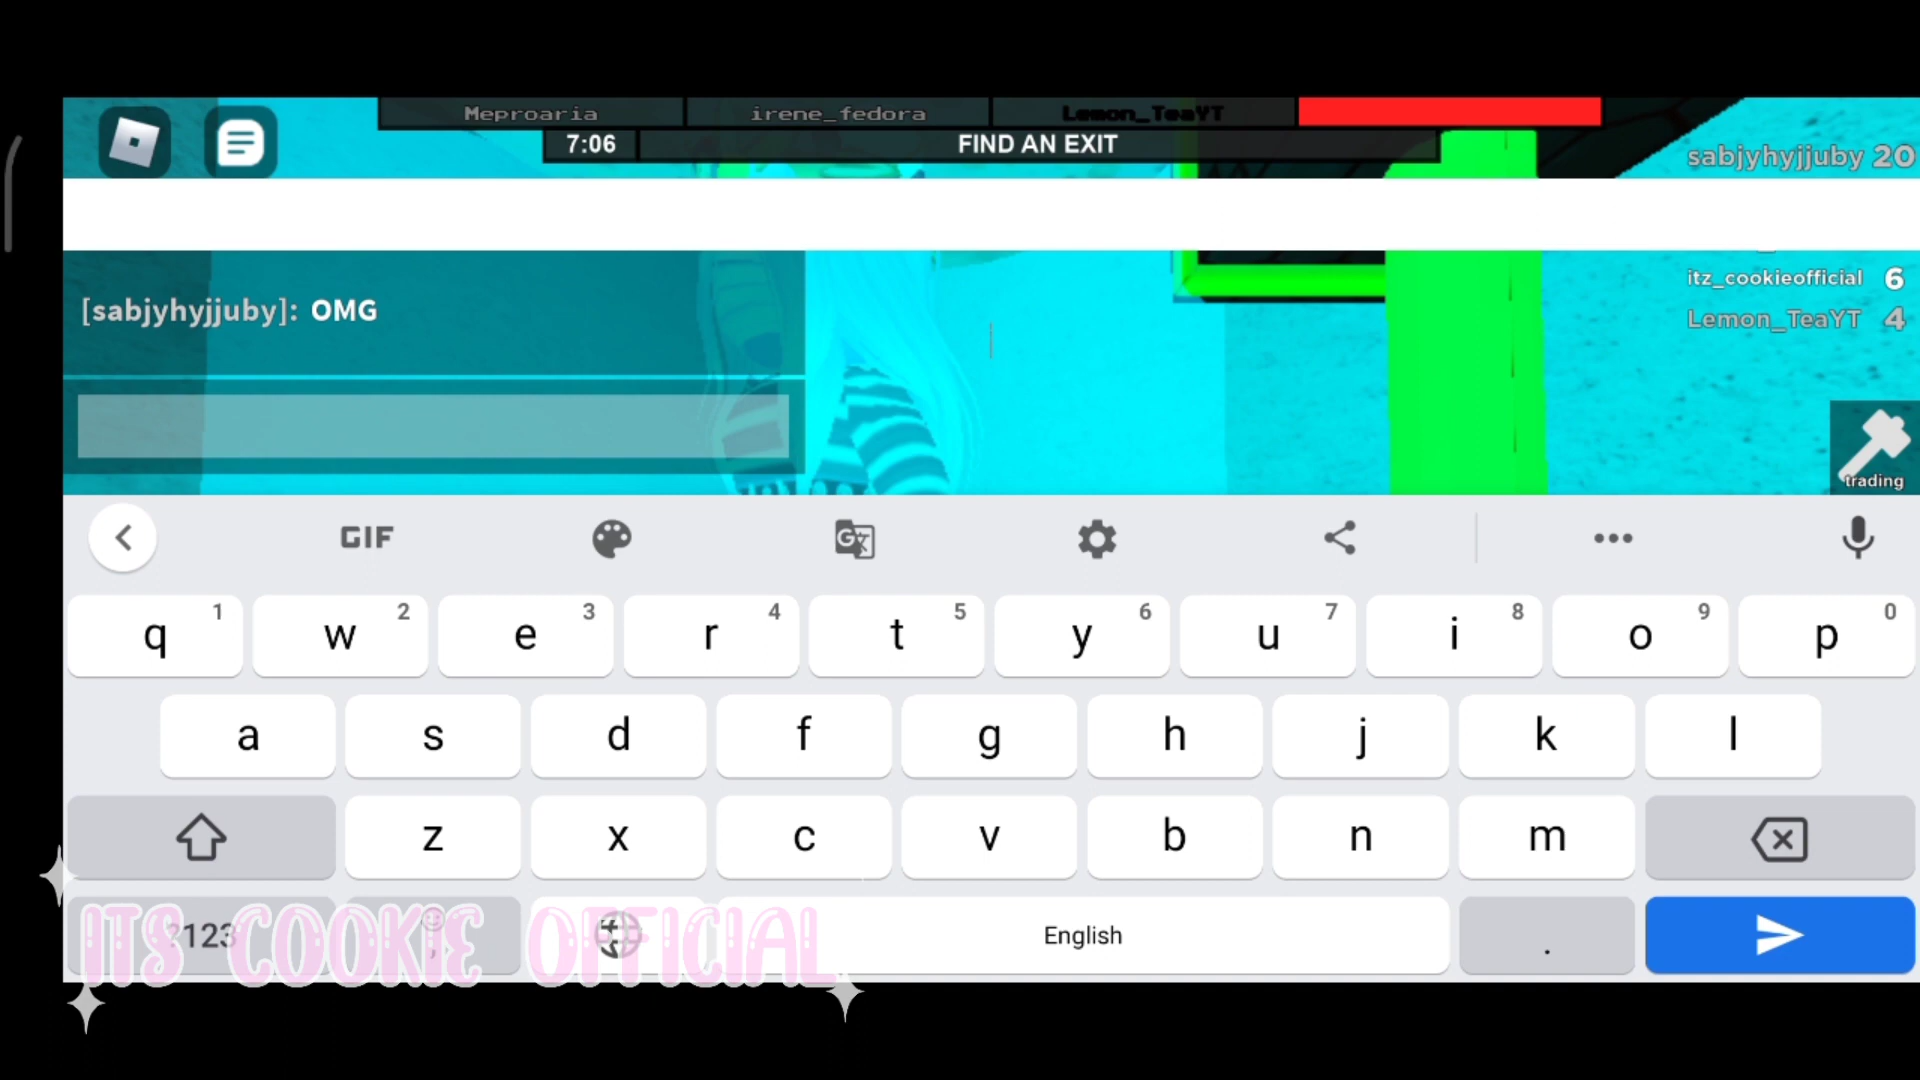 Meproaria irene_fedora Lemon_TeaYT
7:06 FIND AN EXIT
sabjyhyjjuby 20
itz_cookieofficial 6
Lemon_TeaYT 4
[sabjyhyjjuby]: OMG
trading
GIF
G
q 1 w 2 e 3 r 4 t 5 y 6 u 7 i 8 o 9 p 0
a s d f g h j k l
z x c v b n m
?123 , English .
ITS COOKIE OFFICIAL